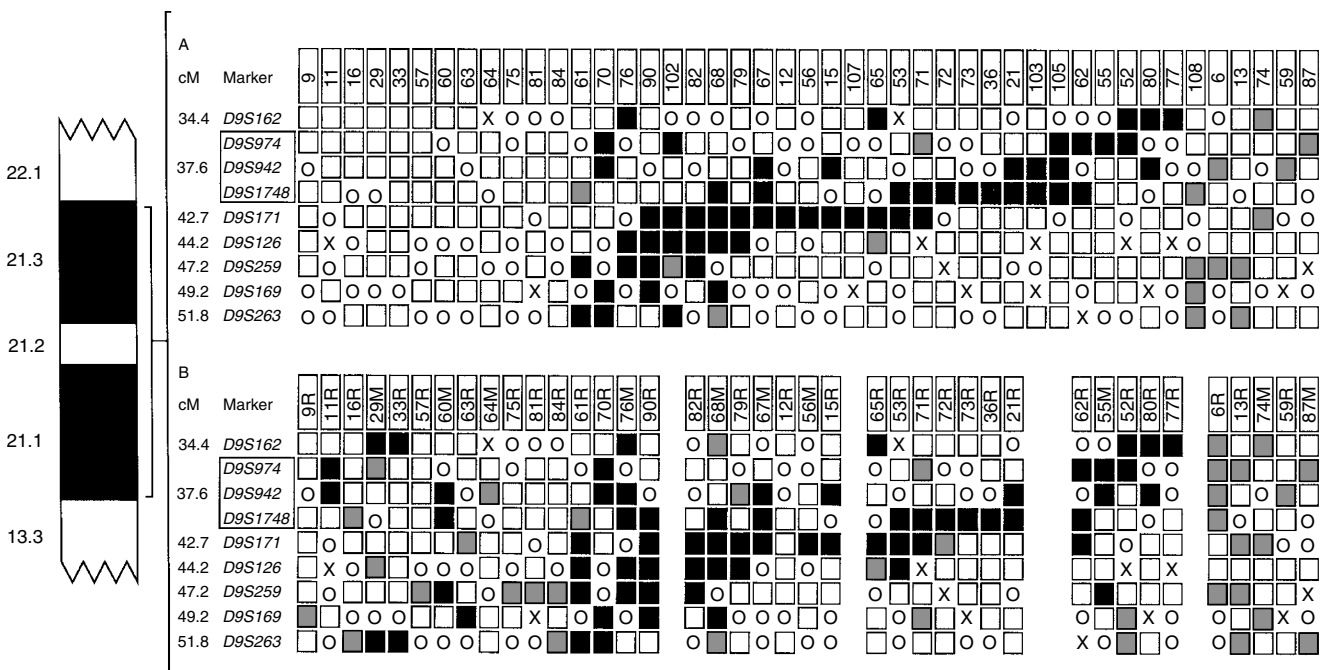 A
cM Marker 9 11 16 29 33 57 60 63 64 75 81 84 61 70 76 90 102 82 68 79 67 12 56 15 107 65 53 71 72 73 36 21 103 105 62 55 52 80 77 108 6 13 74 59 87
34.4 D9S162
D9S974
37.6 D9S942
D9S1748
42.7 D9S171
44.2 D9S126
47.2 D9S259
49.2 D9S169
51.8 D9S263
22.1
21.3
21.2
21.1
13.3
B
cM Marker 9R 11R 16R 29M 33R 57R 60M 63R 64M 75R 81R 84R 61R 70R 76M 90R 82R 68M 79R 67M 12R 56M 15R 65R 53R 71R 72R 73R 36R 21R 62R 55M 52R 80R 77R 6R 13R 74M 59R 87M
34.4 D9S162
D9S974
37.6 D9S942
D9S1748
42.7 D9S171
44.2 D9S126
47.2 D9S259
49.2 D9S169
51.8 D9S263